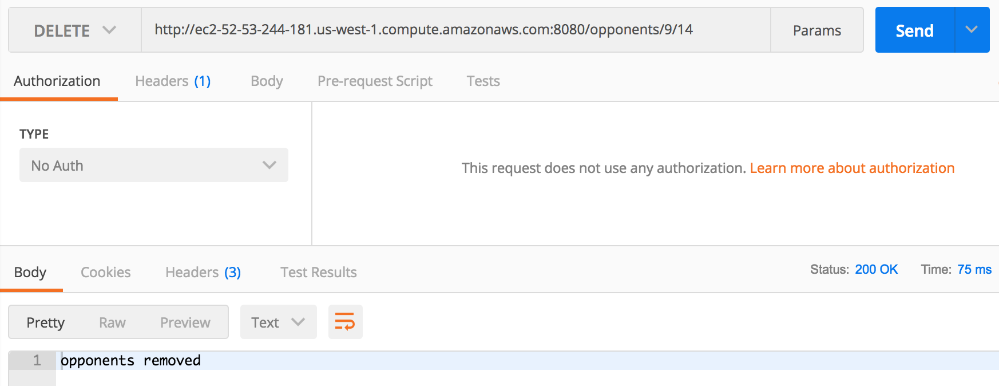 DELETE http://ec2-52-53-244-181.us-west-1.compute.amazonaws.com:8080/opponents/9/14 Params Send
Authorization Headers (1) Body Pre-request Script Tests
TYPE
No Auth
This request does not use any authorization. Learn more about authorization
Body Cookies Headers (3) Test Results Status: 200 OK Time: 75 ms
Pretty Raw Preview Text
1 opponents removed